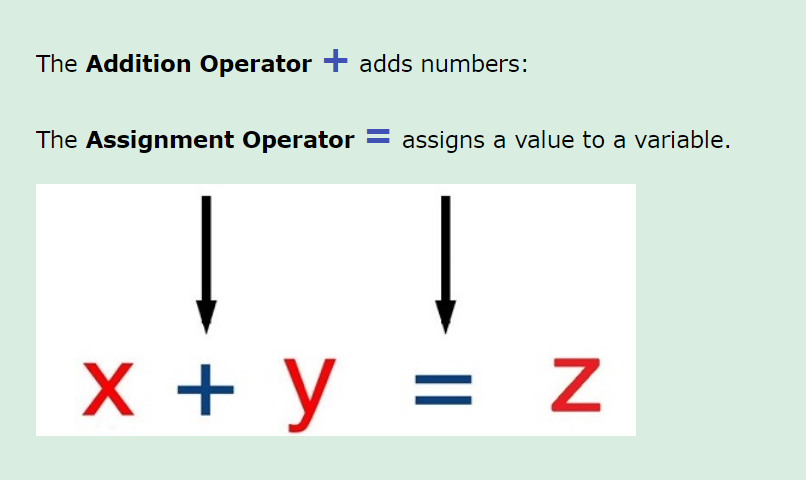 The Addition Operator + adds numbers:
The Assignment Operator = assigns a value to a variable.
x + y = z